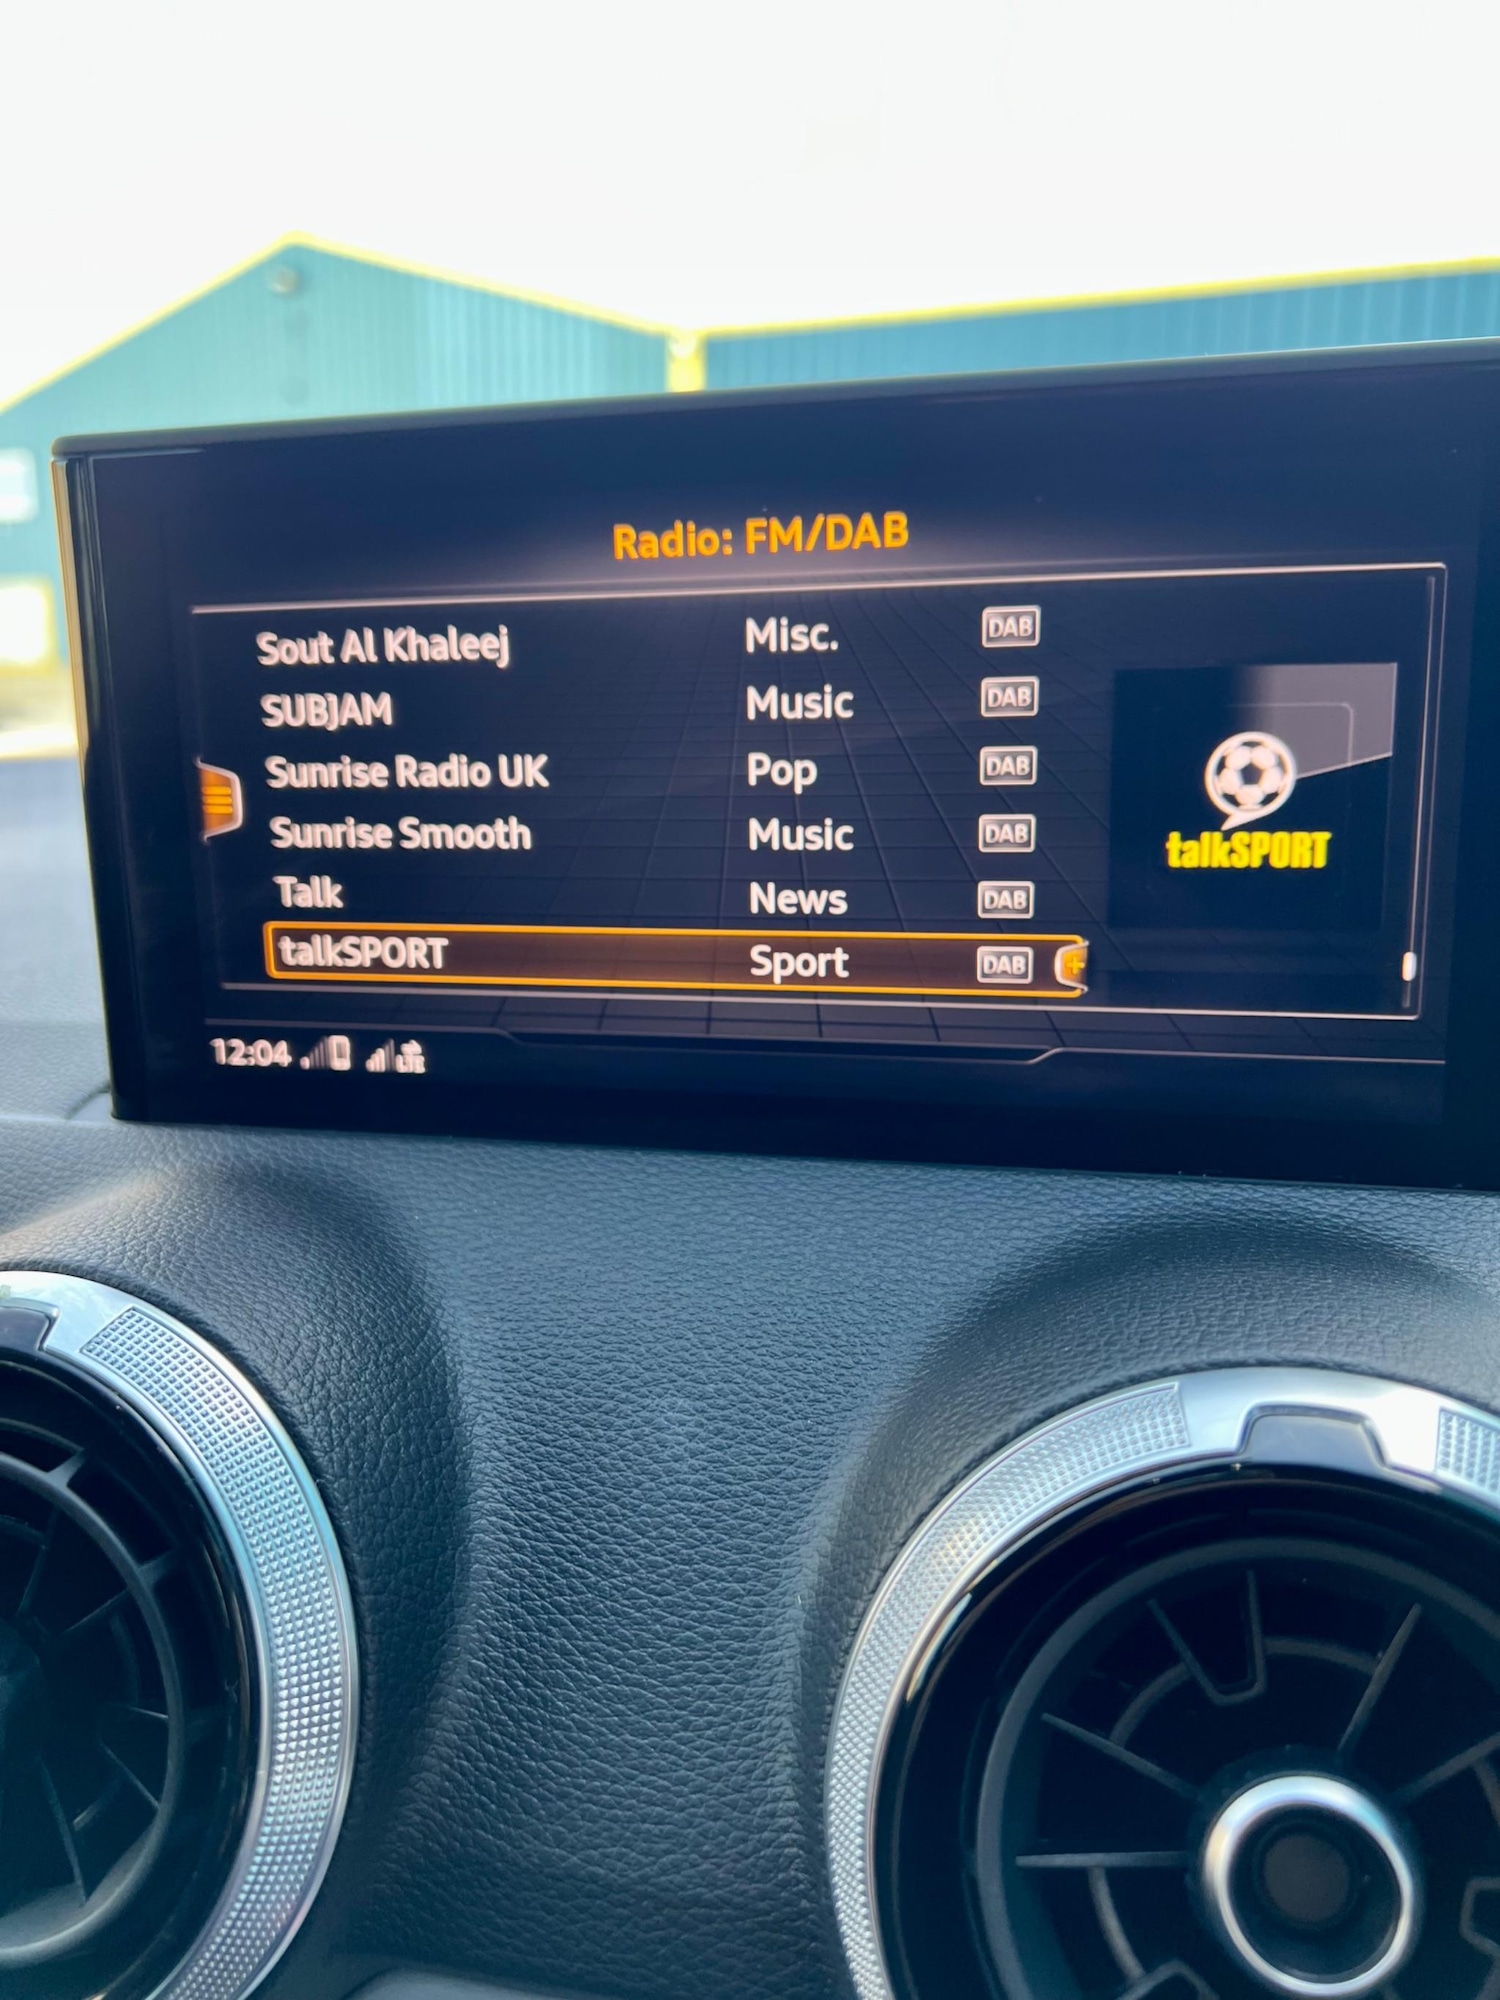 Radio: FM/DAB
Sout Al Khaleej Misc. DAB
SUBJAM Music DAB
Sunrise Radio UK Pop DAB
Sunrise Smooth Music DAB
Talk News DAB
talkSPORT Sport DAB
talkSPORT
12:04 LTE